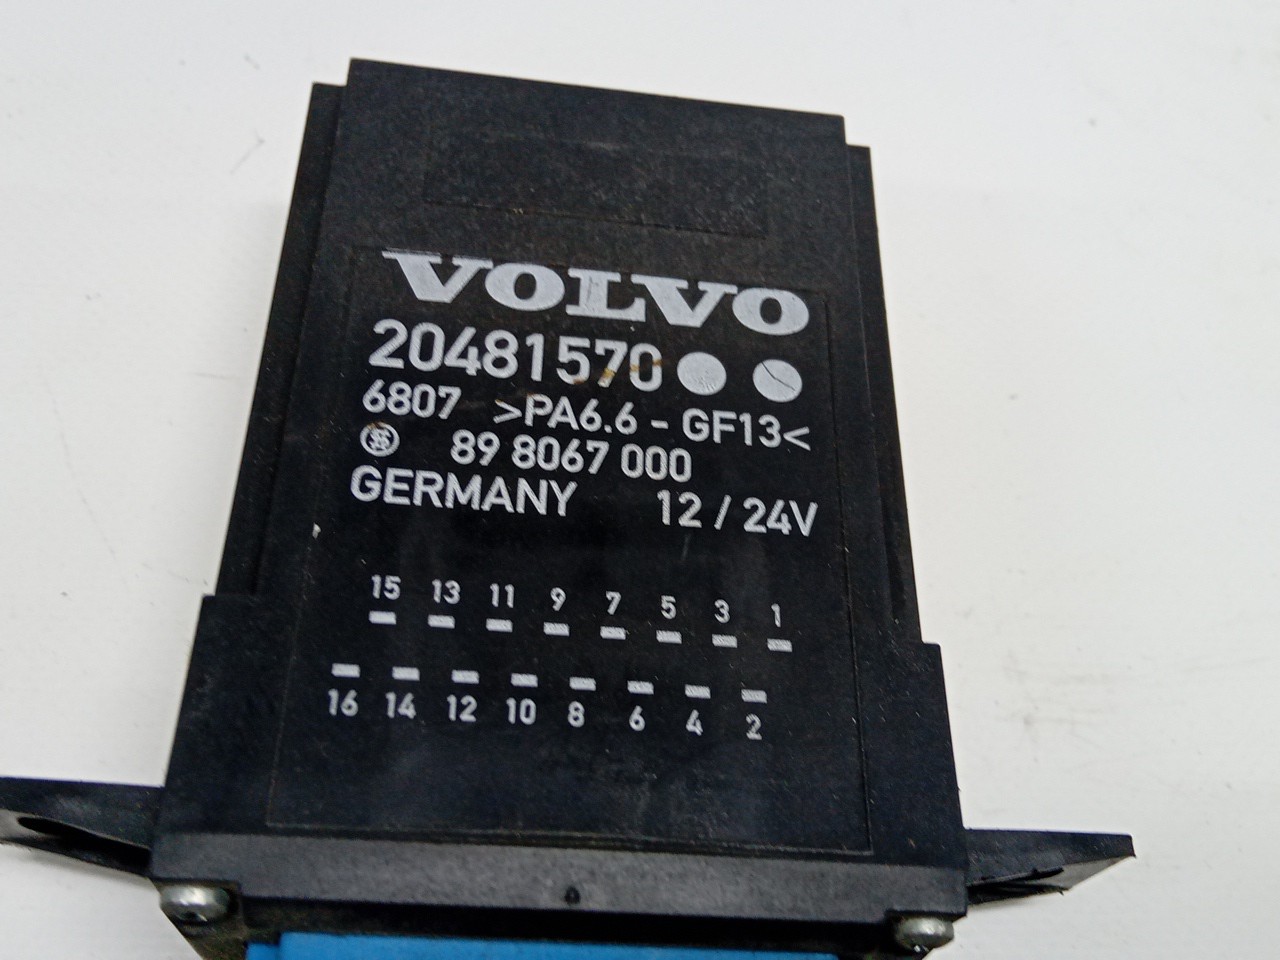 VOLVO
20481570
6807 >PA6.6 - GF13<
89 8067 000
GERMANY 12 / 24V
15 13 11 9 7 5 3 1
16 14 12 10 8 6 4 2